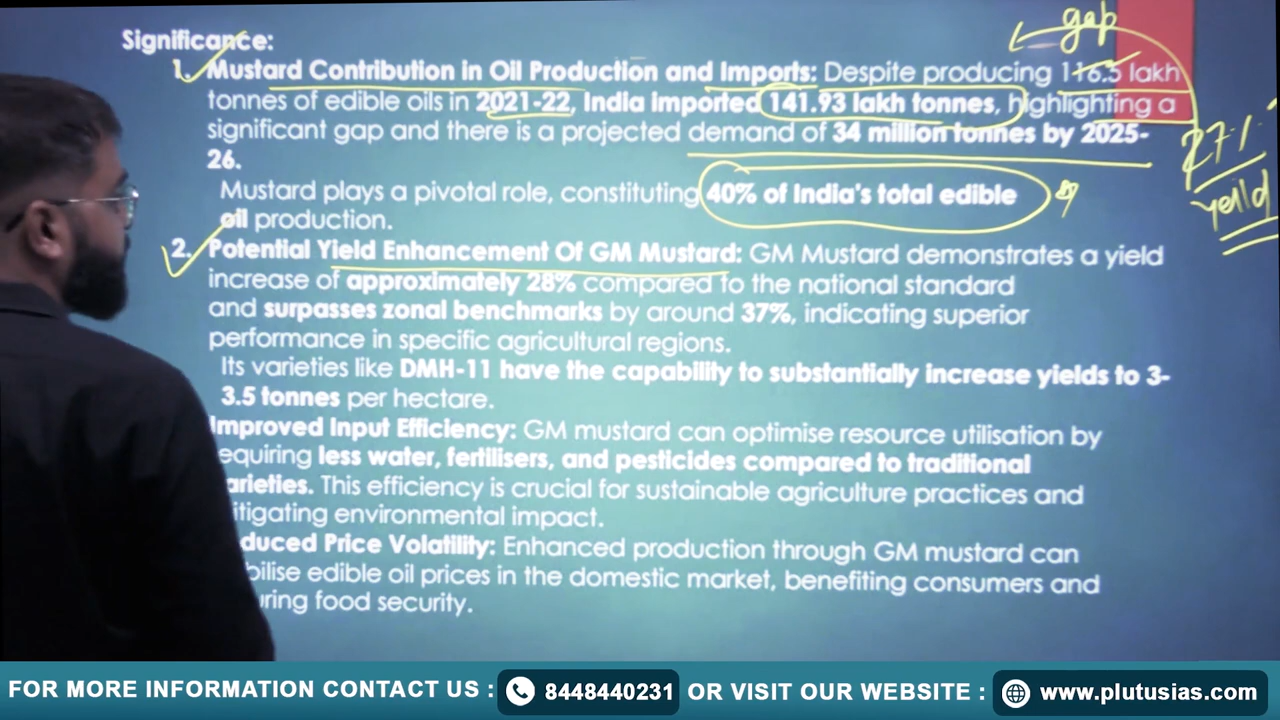 Significance:
1. Mustard Contribution in Oil Production and Imports: Despite producing 116.5 lakh
tonnes of edible oils in 2021-22, India imported 141.93 lakh tonnes, highlighting a
significant gap and there is a projected demand of 34 million tonnes by 2025-
26.
Mustard plays a pivotal role, constituting 40% of India's total edible
oil production.
2. Potential Yield Enhancement Of GM Mustard: GM Mustard demonstrates a yield
increase of approximately 28% compared to the national standard
and surpasses zonal benchmarks by around 37%, indicating superior
performance in specific agricultural regions.
Its varieties like DMH-11 have the capability to substantially increase yields to 3-
3.5 tonnes per hectare.
Improved Input Efficiency: GM mustard can optimise resource utilisation by
equiring less water, fertilisers, and pesticides compared to traditional
arieties. This efficiency is crucial for sustainable agriculture practices and
itigating environmental impact.
duced Price Volatility: Enhanced production through GM mustard can
bilise edible oil prices in the domestic market, benefiting consumers and
uring food security.
gap
27%
yeild
FOR MORE INFORMATION CONTACT US : 8448440231 OR VISIT OUR WEBSITE : www.plutusias.com